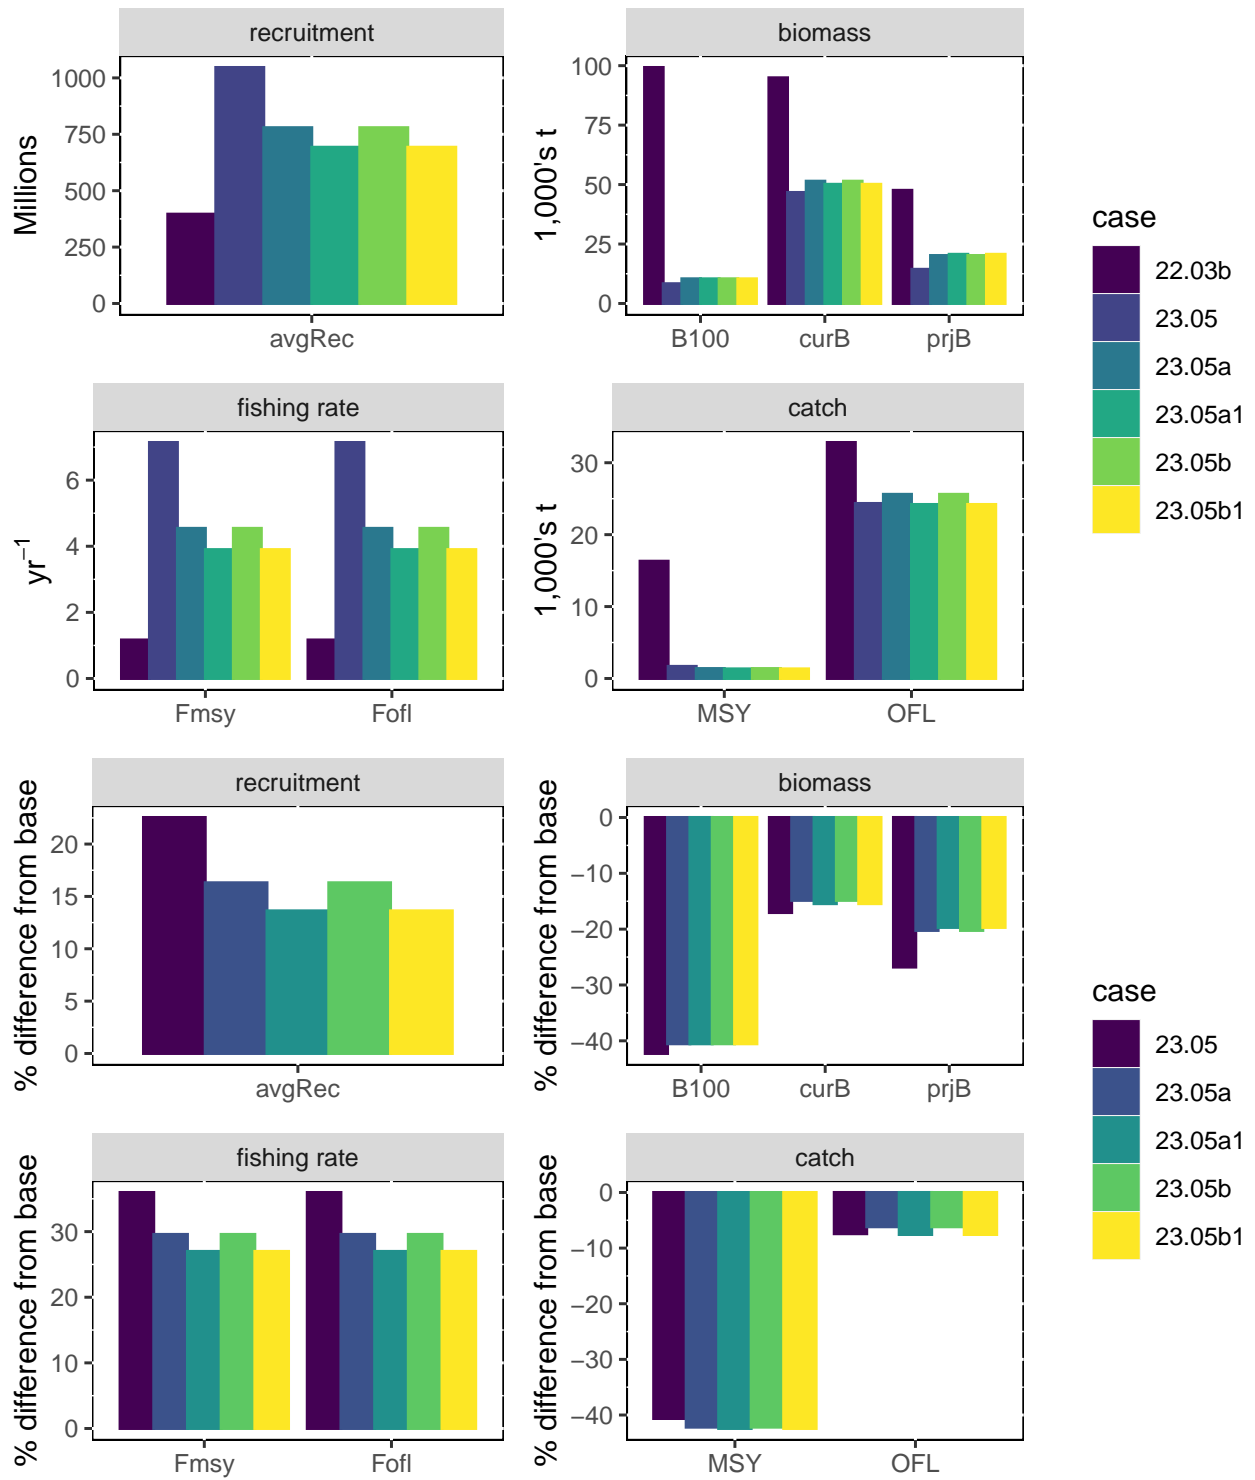 recruitment
Millions
1000
750
500
250
0
avgRec
biomass
1,000's t
100
75
50
25
0
B100 curB prjB
fishing rate
yr⁻¹
6
4
2
0
Fmsy Fofl
catch
1,000's t
30
20
10
0
MSY OFL
case
22.03b
23.05
23.05a
23.05a1
23.05b
23.05b1
recruitment
% difference from base
20
15
10
5
0
avgRec
biomass
% difference from base
0
−10
−20
−30
−40
B100 curB prjB
fishing rate
% difference from base
30
20
10
0
Fmsy Fofl
catch
% difference from base
0
−10
−20
−30
−40
MSY OFL
case
23.05
23.05a
23.05a1
23.05b
23.05b1